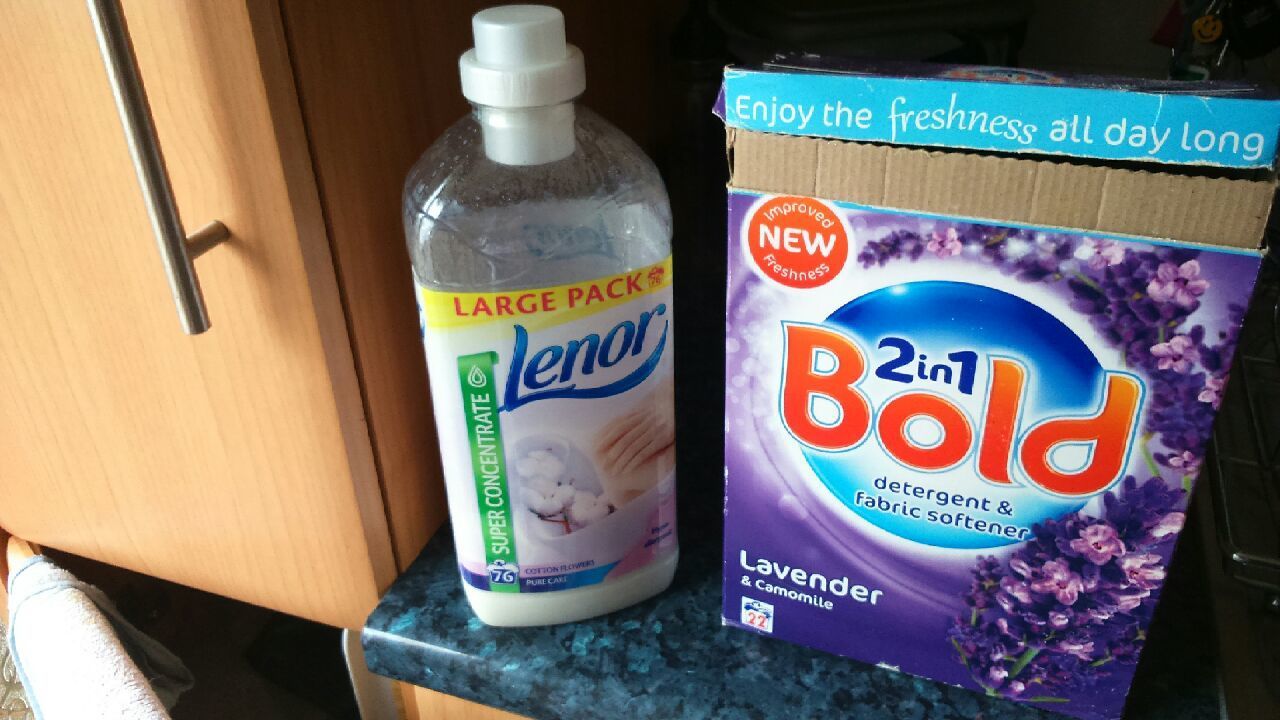 LARGE PACK 76
Lenor
SUPER CONCENTRATE
76
COTTON FLOWERS
PURE CARE
Enjoy the freshness all day long
Improved
NEW
Freshness
2in1
Bold
detergent &
fabric softener
Lavender
& Camomile
22